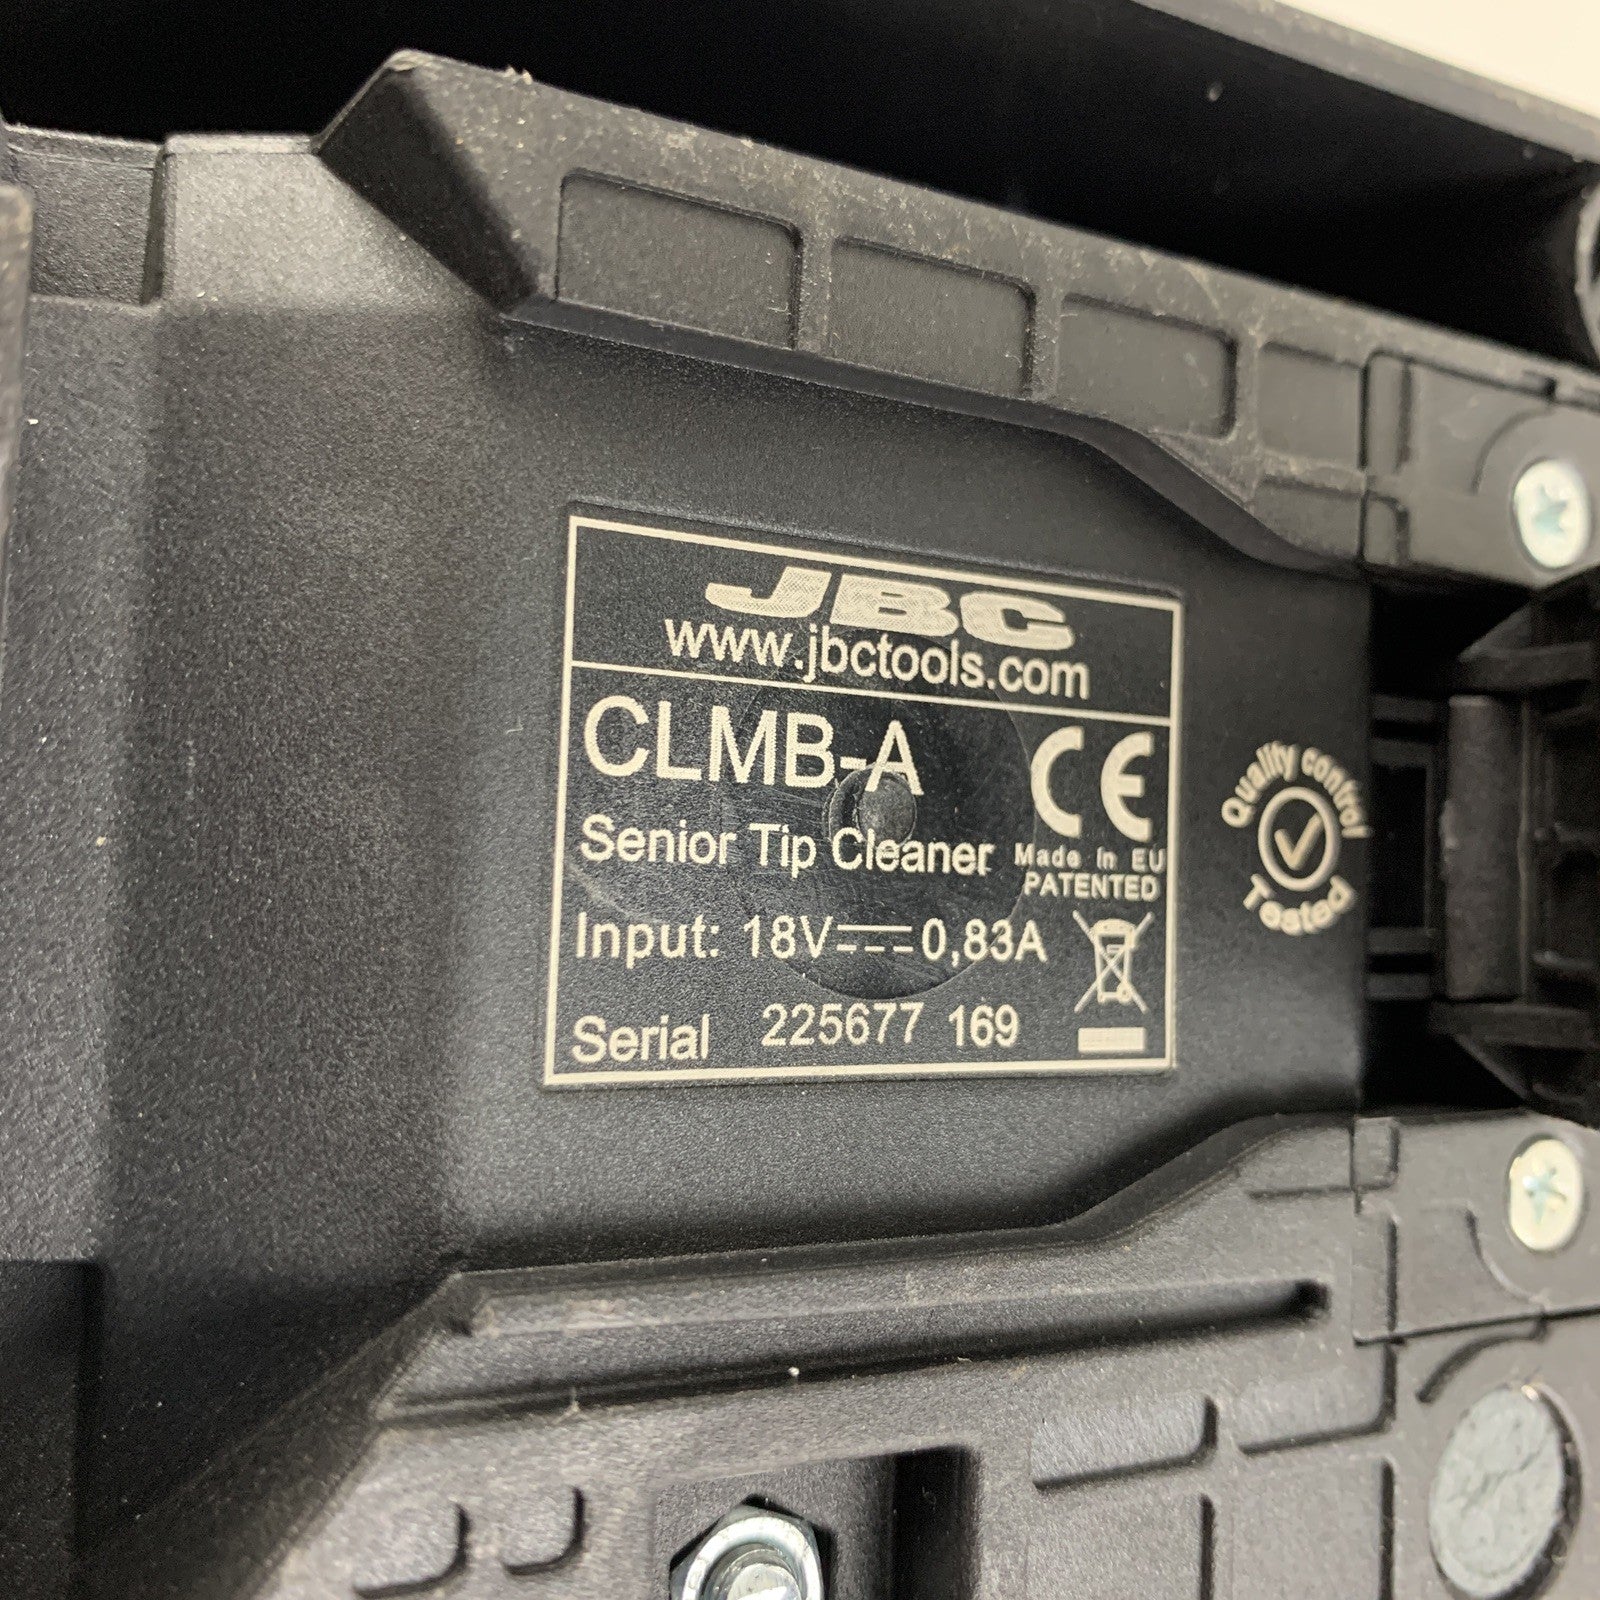 JBC
www.jbctools.com
CLMB-A
CE
Senior Tip Cleaner
Made in EU
PATENTED
Input: 18V⎓0,83A
Serial 225677 169
Quality control
Tested